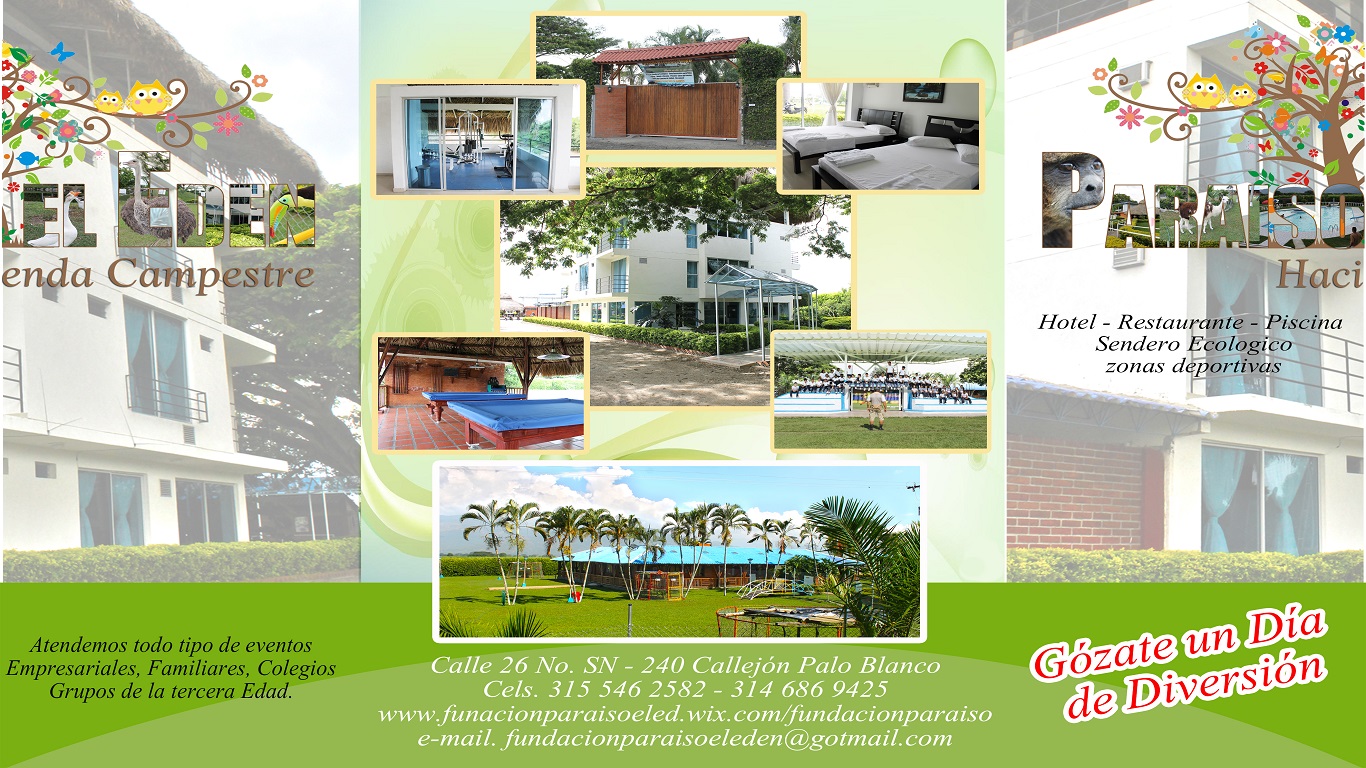 EL EDEN
enda Campestre
PARAISO
Haci
Hotel - Restaurante - Piscina
Sendero Ecologico
zonas deportivas
Atendemos todo tipo de eventos
Empresariales, Familiares, Colegios
Grupos de la tercera Edad.
Calle 26 No. SN - 240 Callejón Palo Blanco
Cels. 315 546 2582 - 314 686 9425
www.funacionparaisoeled.wix.com/fundacionparaiso
e-mail. fundacionparaisoeleden@gotmail.com
Gózate un Día
de Diversión